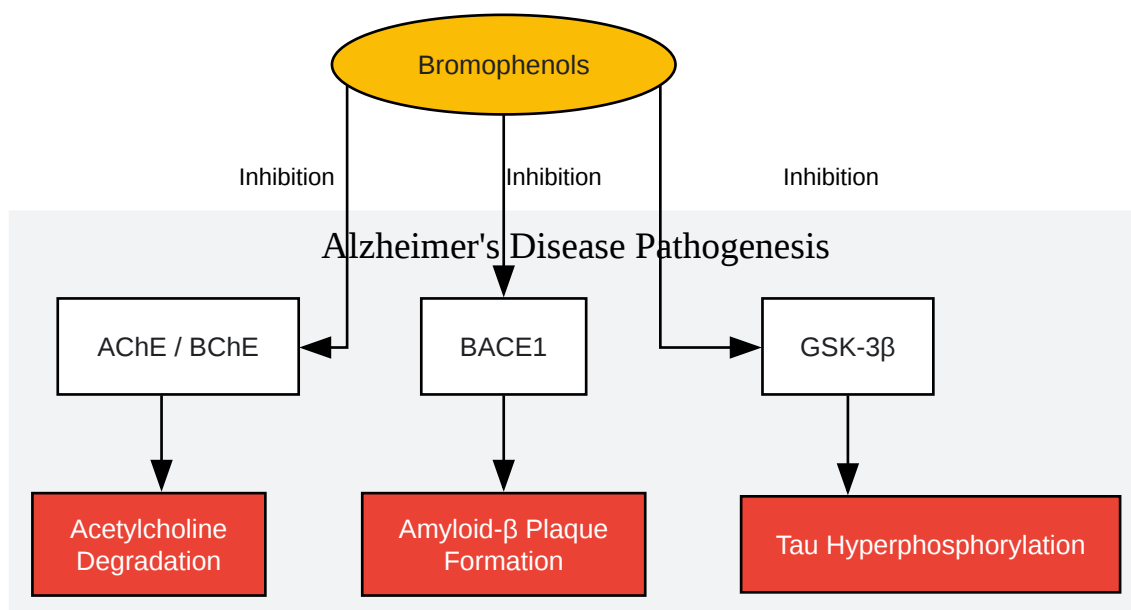 Bromophenols
Inhibition
Inhibition
Inhibition
Alzheimer's Disease Pathogenesis
AChE / BChE
BACE1
GSK-3β
Acetylcholine
Degradation
Amyloid-β Plaque
Formation
Tau Hyperphosphorylation